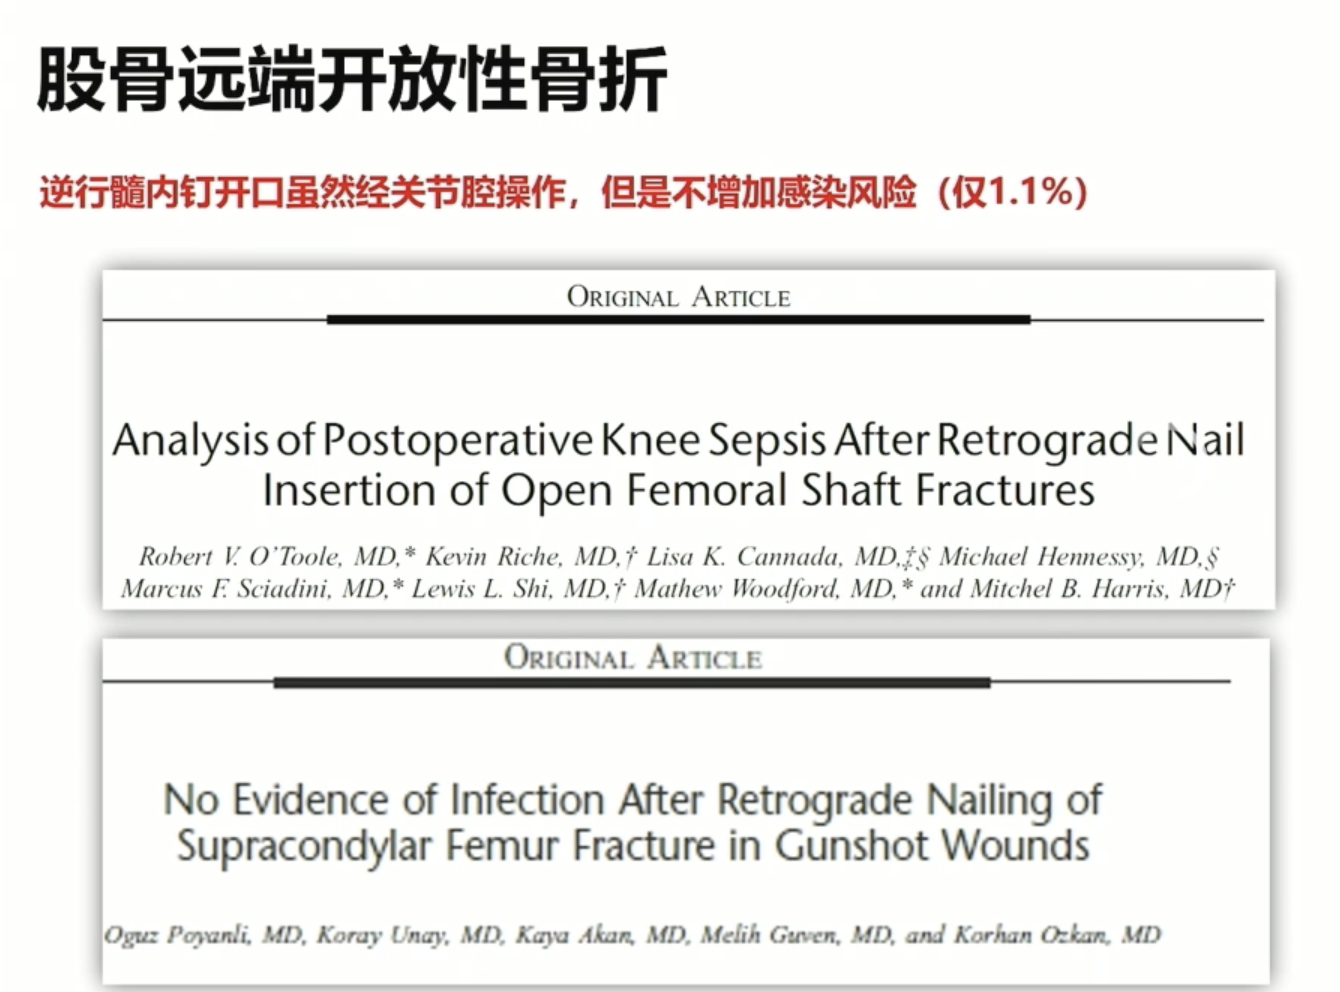 股骨远端开放性骨折
逆行髓内钉开口虽然经关节腔操作，但是不增加感染风险（仅1.1%）
ORIGINAL ARTICLE
Analysis of Postoperative Knee Sepsis After Retrograde Nail
Insertion of Open Femoral Shaft Fractures
Robert V. O'Toole, MD,* Kevin Riche, MD,† Lisa K. Cannada, MD,‡§ Michael Hennessy, MD,§
Marcus F. Sciadini, MD,* Lewis L. Shi, MD,† Mathew Woodford, MD,* and Mitchel B. Harris, MD†
ORIGINAL ARTICLE
No Evidence of Infection After Retrograde Nailing of
Supracondylar Femur Fracture in Gunshot Wounds
Oguz Poyanli, MD, Koray Unay, MD, Kaya Akan, MD, Melih Guven, MD, and Korhan Ozkan, MD